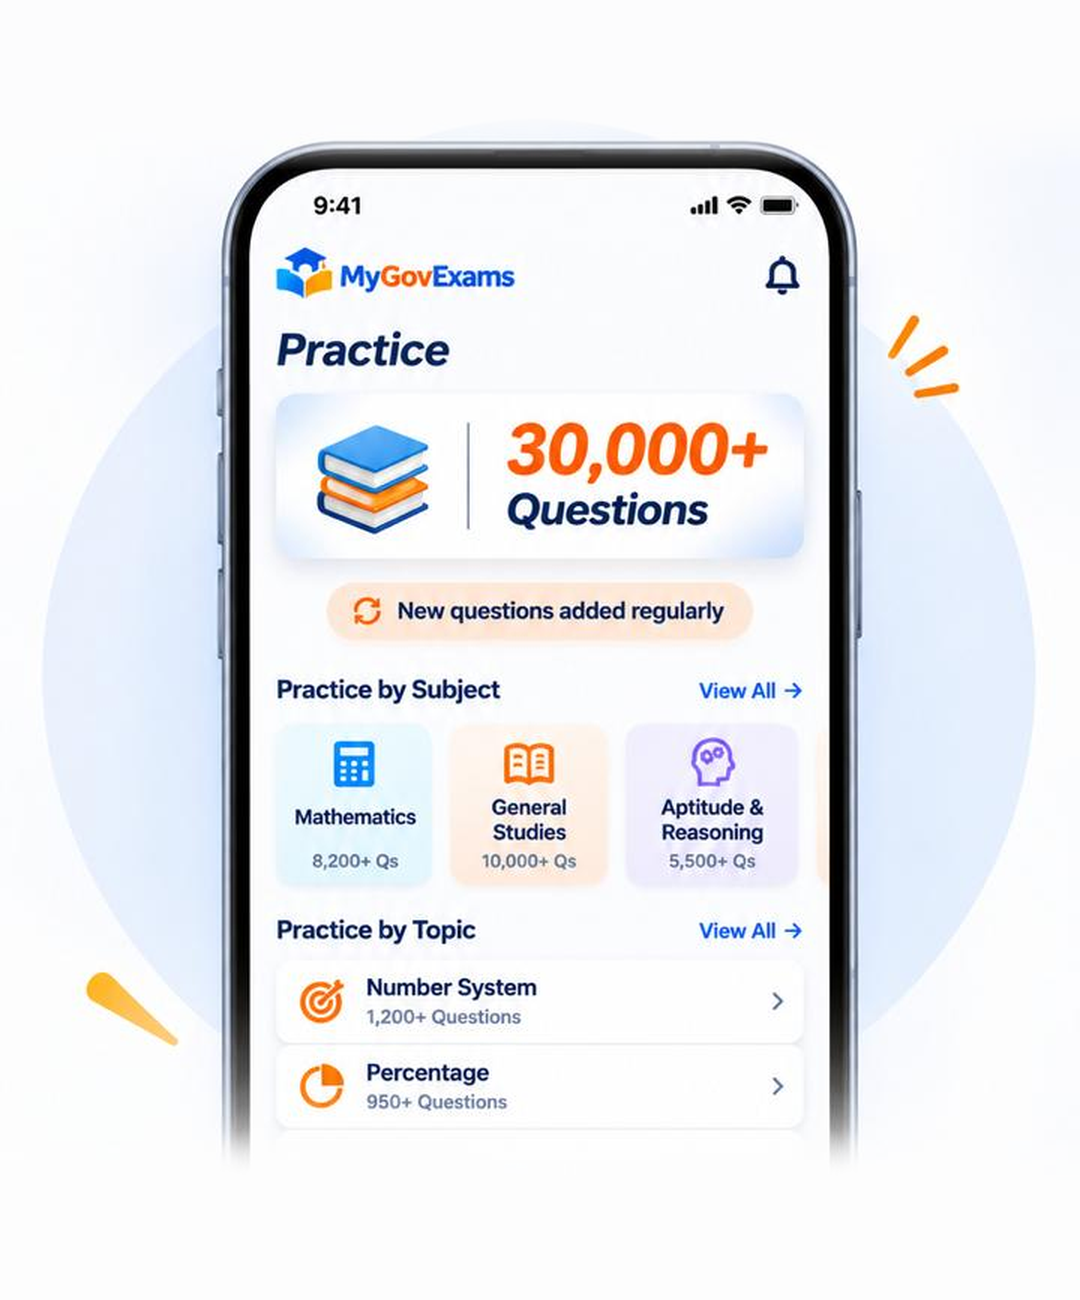 9:41
MyGovExams
Practice
30,000+
Questions
New questions added regularly
Practice by Subject
View All →
Mathematics
8,200+ Qs
General
Studies
10,000+ Qs
Aptitude &
Reasoning
5,500+ Qs
Practice by Topic
View All →
Number System
1,200+ Questions
Percentage
950+ Questions